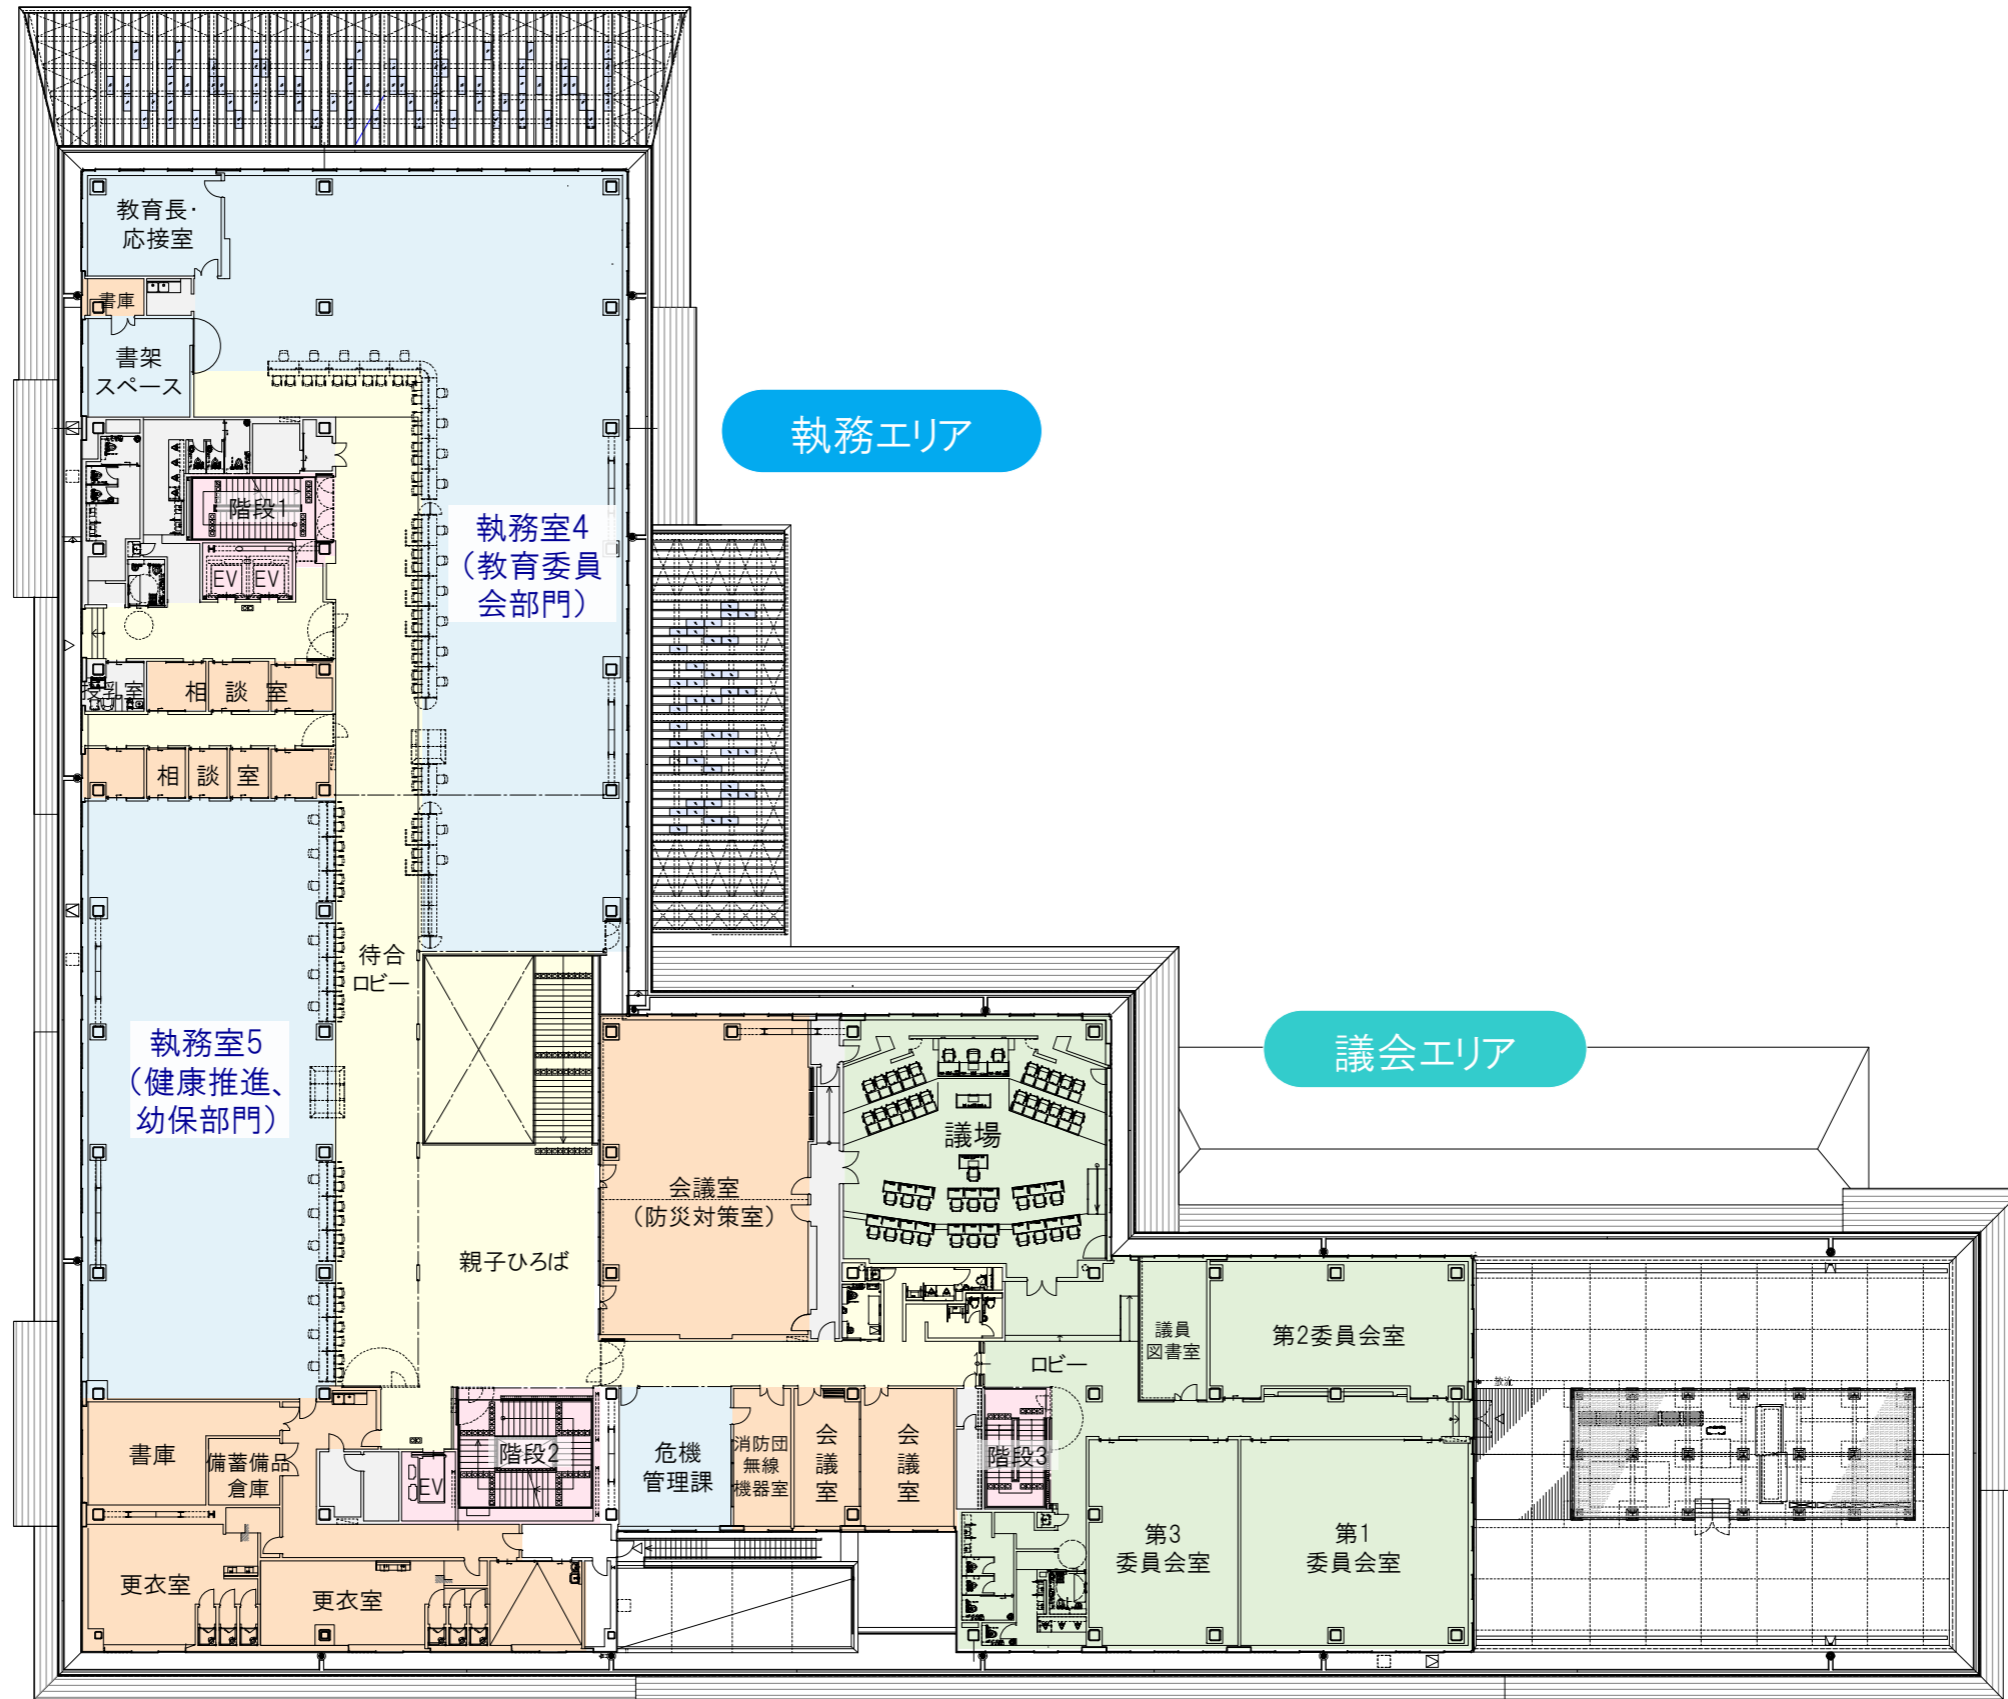 教育長・
応接室
書庫
書架
スペース
執務エリア
階段1
執務室4
（教育委員
会部門）
EV
EV
授乳室
相 談 室
相 談 室
待合
ロビー
執務室5
（健康推進、
幼保部門）
議会エリア
議場
会議室
（防災対策室）
親子ひろば
議員
図書室
第2委員会室
ロビー
書庫
備蓄備品
倉庫
EV
階段2
危機
管理課
消防団
無線
機器室
会議室
会議室
階段3
第3
委員会室
第1
委員会室
更衣室
更衣室